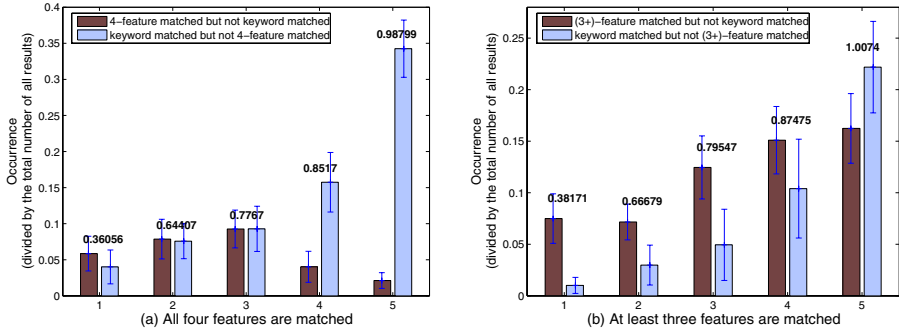 Occurrence
(divided by the total number of all results)
0.4
0.35
0.3
0.25
0.2
0.15
0.1
0.05
0
4−feature matched but not keyword matched
keyword matched but not 4−feature matched
0.36056
0.64407
0.7767
0.8517
0.98799
1 2 3 4 5
(a) All four features are matched
Occurrence
(divided by the total number of all results)
0.25
0.2
0.15
0.1
0.05
0
(3+)−feature matched but not keyword matched
keyword matched but not (3+)−feature matched
0.38171
0.66679
0.79547
0.87475
1.0074
1 2 3 4 5
(b) At least three features are matched